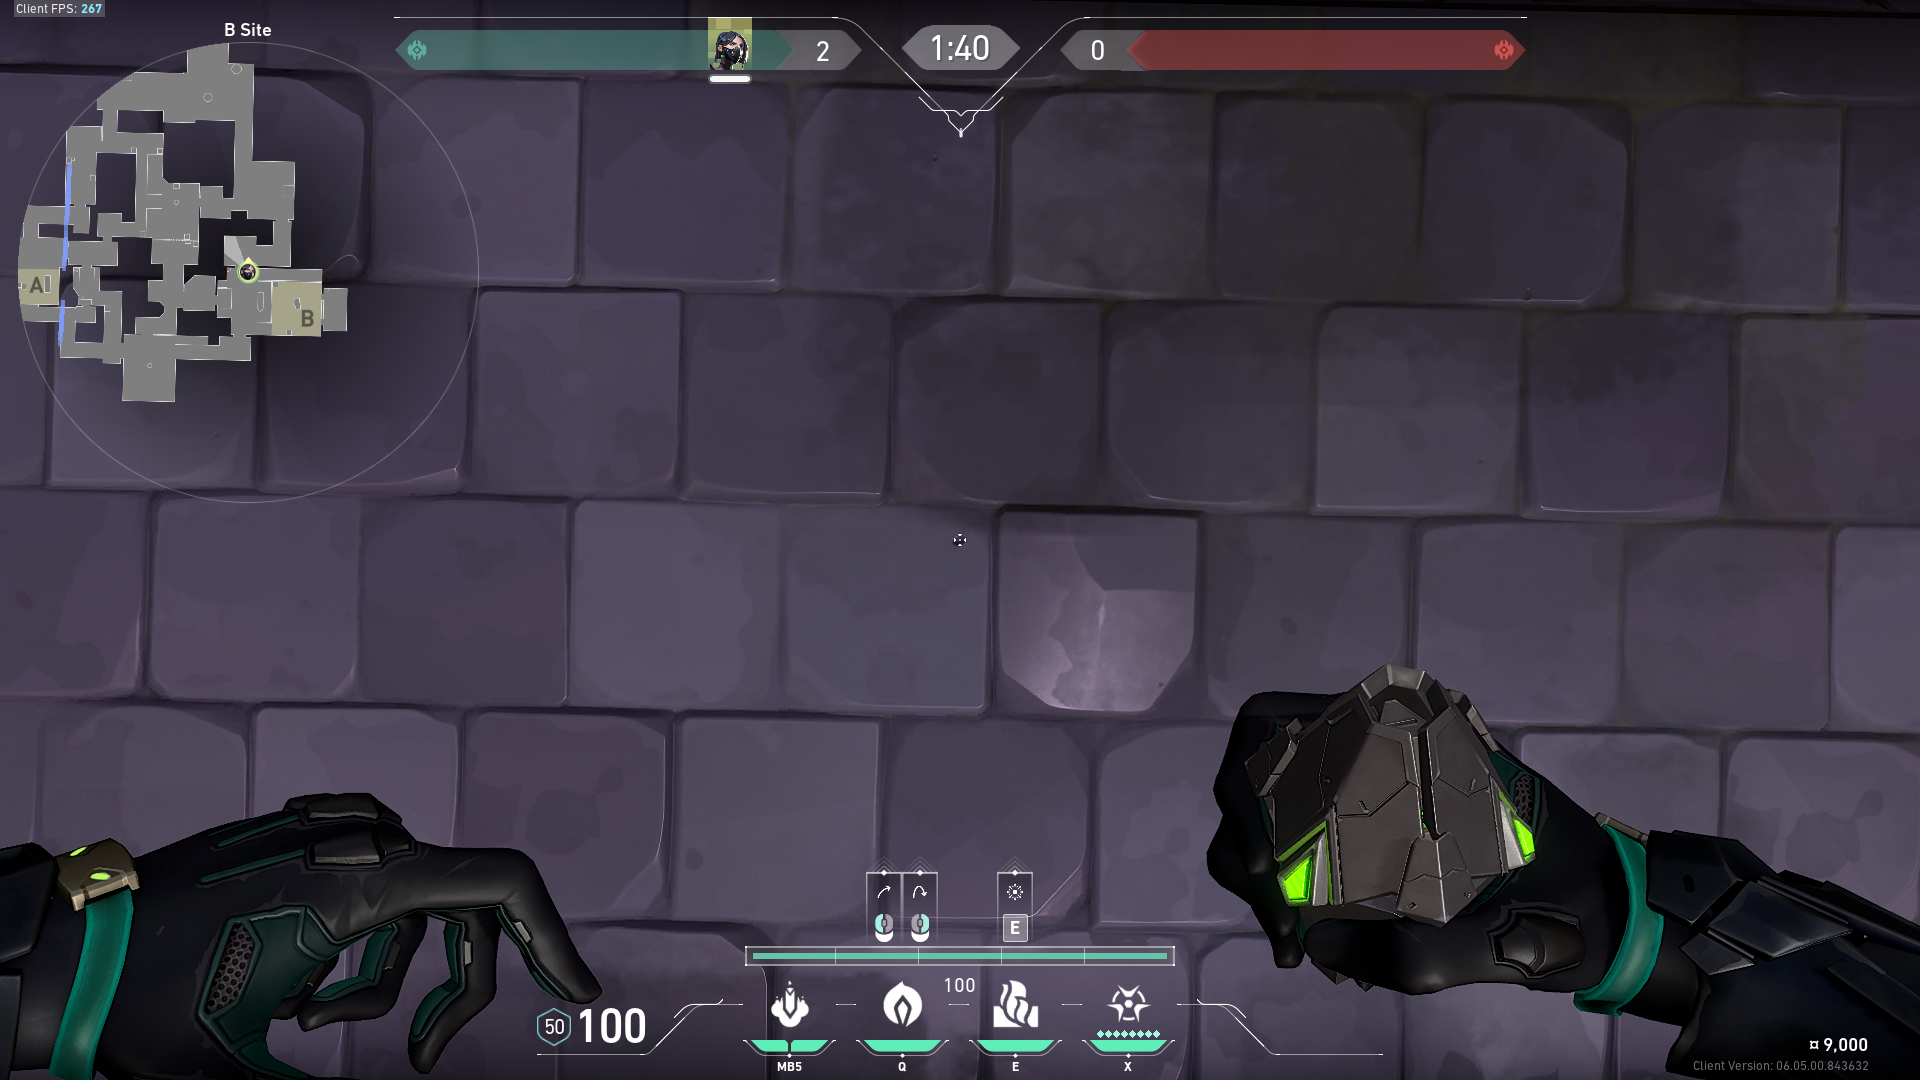 Client FPS: 267
B Site
2
1:40
0
A
B
E
100
50
100
MB5
Q
E
X
¤ 9,000
Client Version: 06.05.00.843632